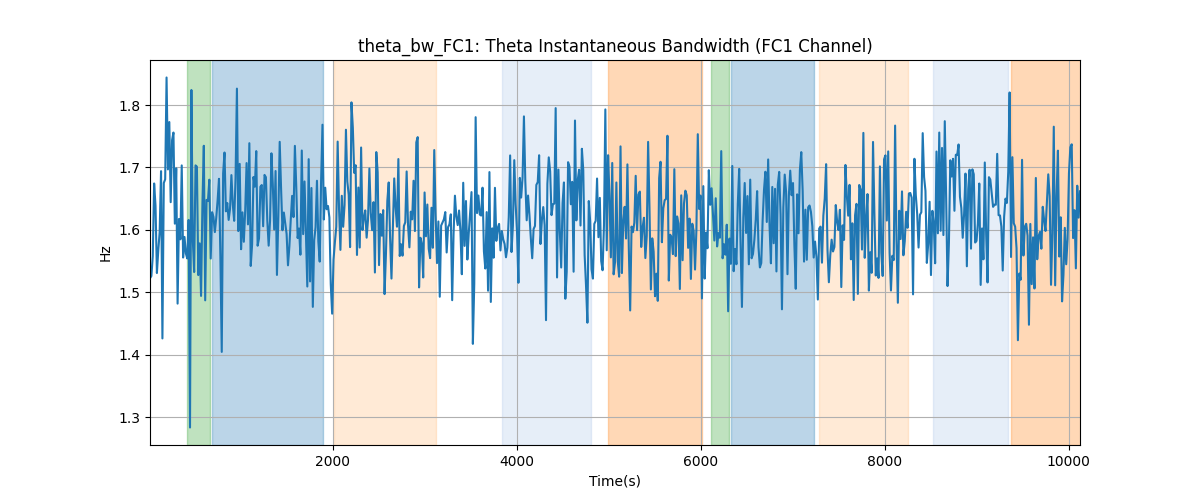 theta_bw_FC1: Theta Instantaneous Bandwidth (FC1 Channel)
1.8
1.7
1.6
1.5
1.4
1.3
Hz
2000 4000 6000 8000 10000
Time(s)